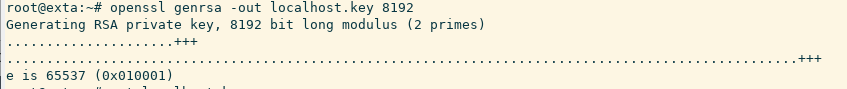 root@exta:~# openssl genrsa -out localhost.key 8192
Generating RSA private key, 8192 bit long modulus (2 primes)
.....................+++
...................................................................................................+++
e is 65537 (0x010001)